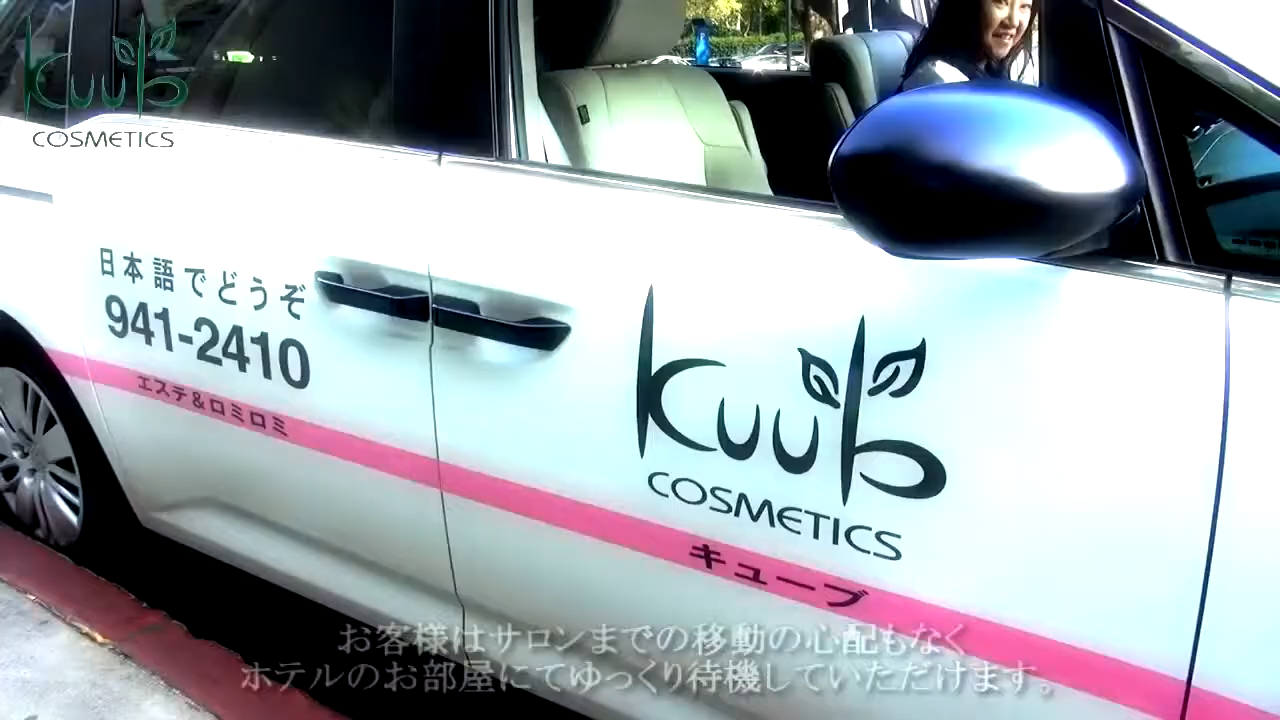 Kuub
COSMETICS
日本語でどうぞ
941-2410
エステ&ロミロミ
Kuub
COSMETICS
キューブ
お客様はサロンまでの移動の心配もなく
ホテルのお部屋にてゆっくり待機していただけます。